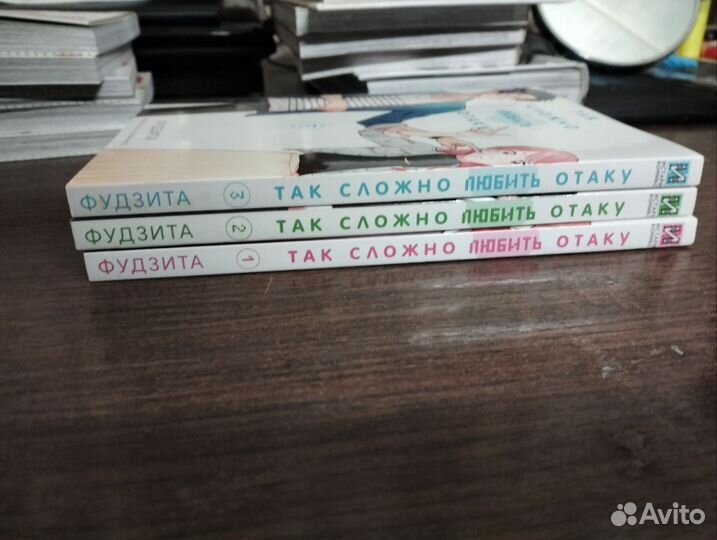 ФУДЗИТА 3 ТАК СЛОЖНО ЛЮБИТЬ ОТАКУ
ФУДЗИТА 2 ТАК СЛОЖНО ЛЮБИТЬ ОТАКУ
ФУДЗИТА 1 ТАК СЛОЖНО ЛЮБИТЬ ОТАКУ
Avito